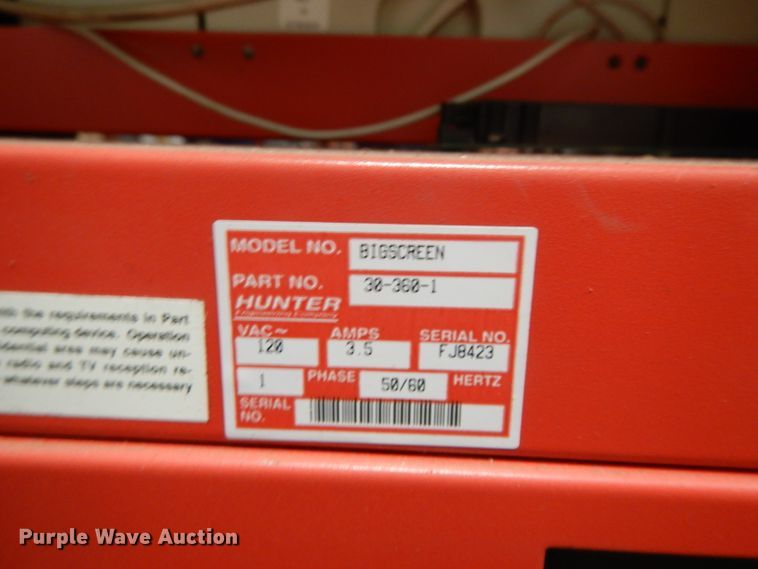 MODEL NO. BIGSCREEN
PART NO. 30-360-1
HUNTER
Engineering Company
VAC~ AMPS SERIAL NO.
120 3.5 FJ8423
1 PHASE 50/60 HERTZ
SERIAL NO.
the requirements in Part
computing device. Operation
area may cause un-
radio and TV reception re-
whatever steps are necessary
Purple Wave Auction